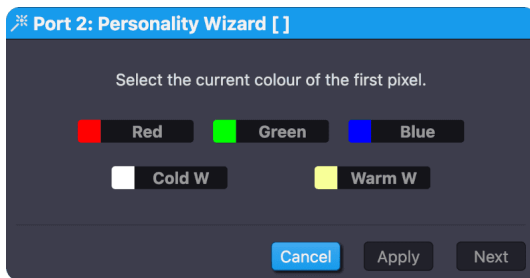 Port 2: Personality Wizard [ ]
Select the current colour of the first pixel.
Red Green Blue
Cold W Warm W
Cancel Apply Next